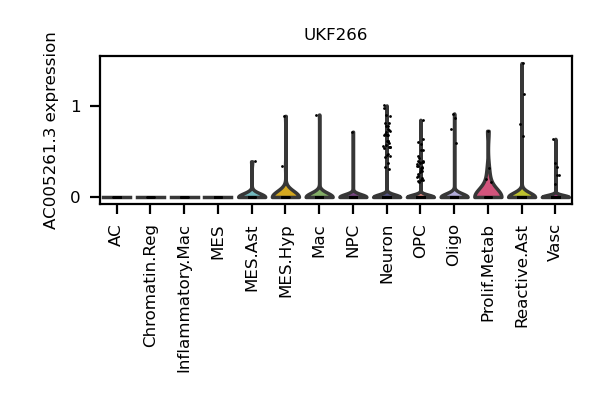 UKF266
AC005261.3 expression
1
0
AC
Chromatin.Reg
Inflammatory.Mac
MES
MES.Ast
MES.Hyp
Mac
NPC
Neuron
OPC
Oligo
Prolif.Metab
Reactive.Ast
Vasc